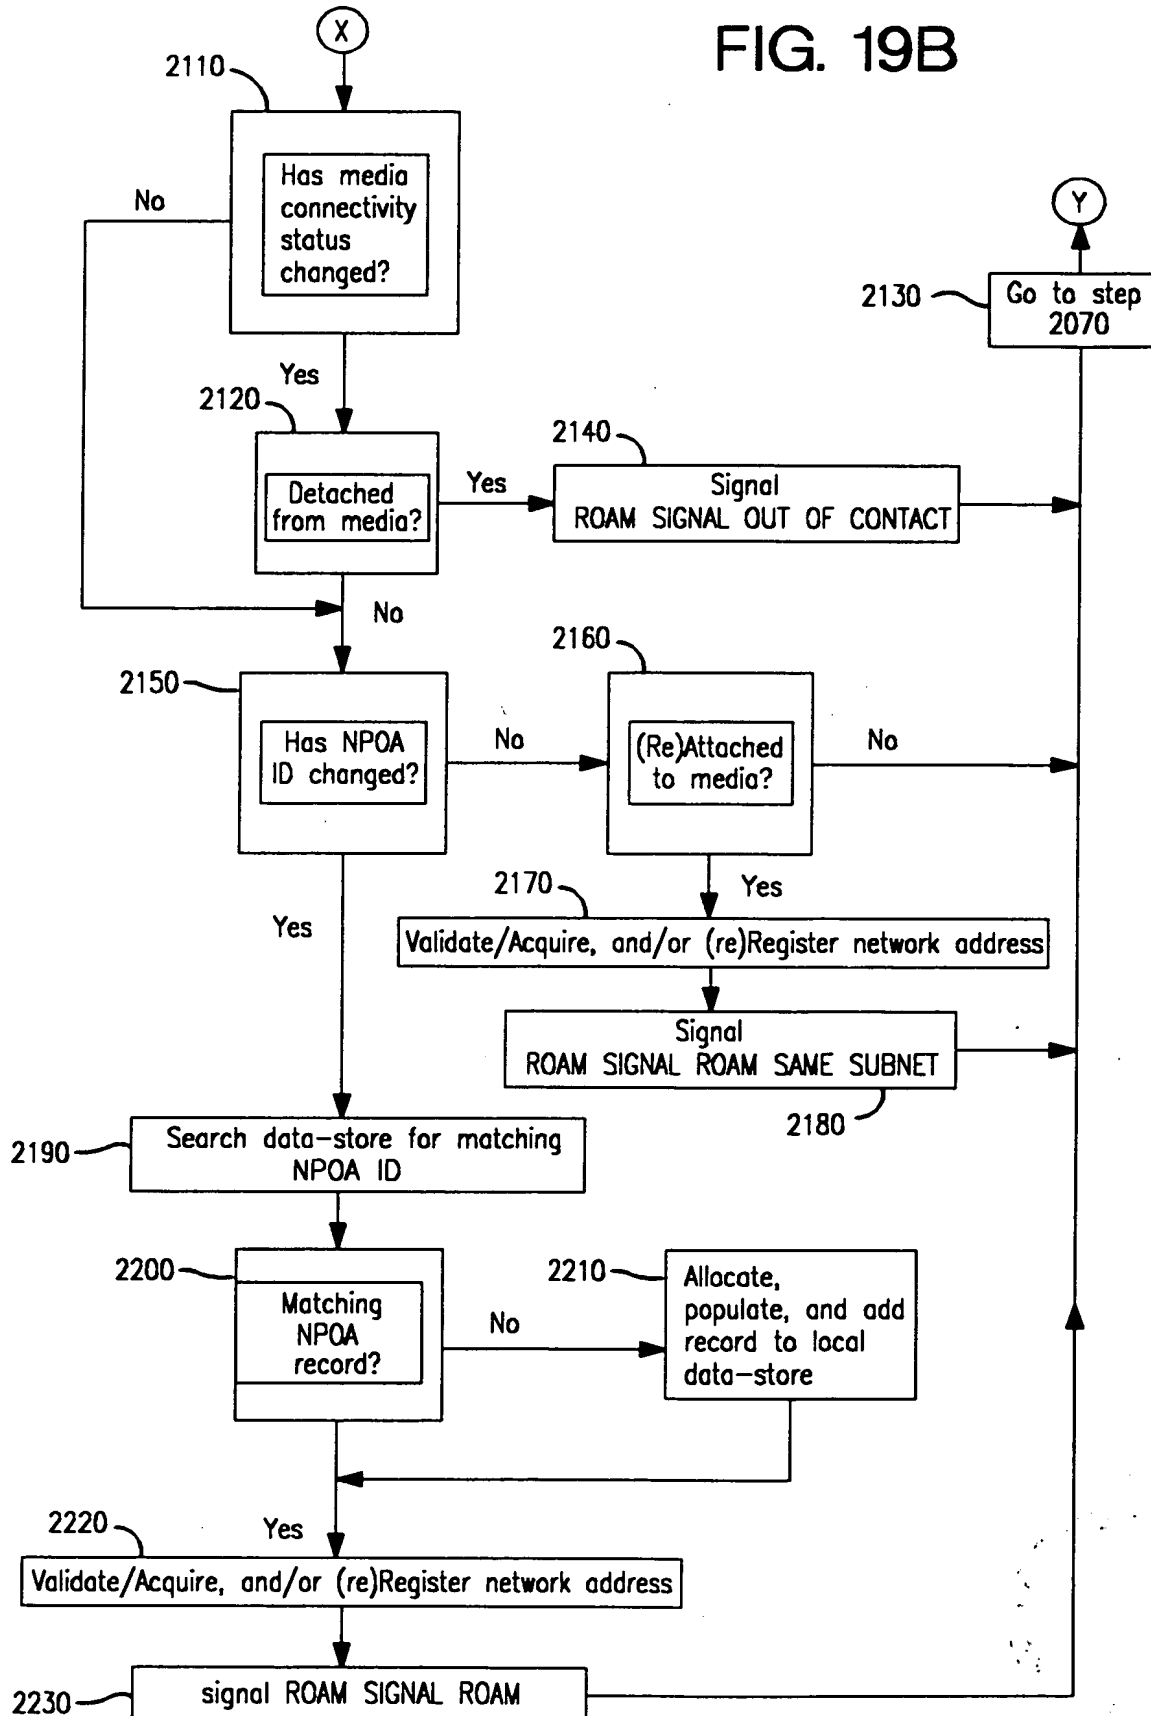 FIG. 19B
X
2110
Has media
connectivity
status
changed?
No
Yes
Y
2130
Go to step
2070
2120
Detached
from media?
Yes
2140
Signal
ROAM SIGNAL OUT OF CONTACT
No
2150
Has NPOA
ID changed?
No
2160
(Re)Attached
to media?
No
Yes
Yes
2170
Validate/Acquire, and/or (re)Register network address
Signal
ROAM SIGNAL ROAM SAME SUBNET
2180
2190
Search data-store for matching
NPOA ID
2200
Matching
NPOA
record?
No
2210
Allocate,
populate, and add
record to local
data-store
Yes
2220
Validate/Acquire, and/or (re)Register network address
2230
signal ROAM SIGNAL ROAM